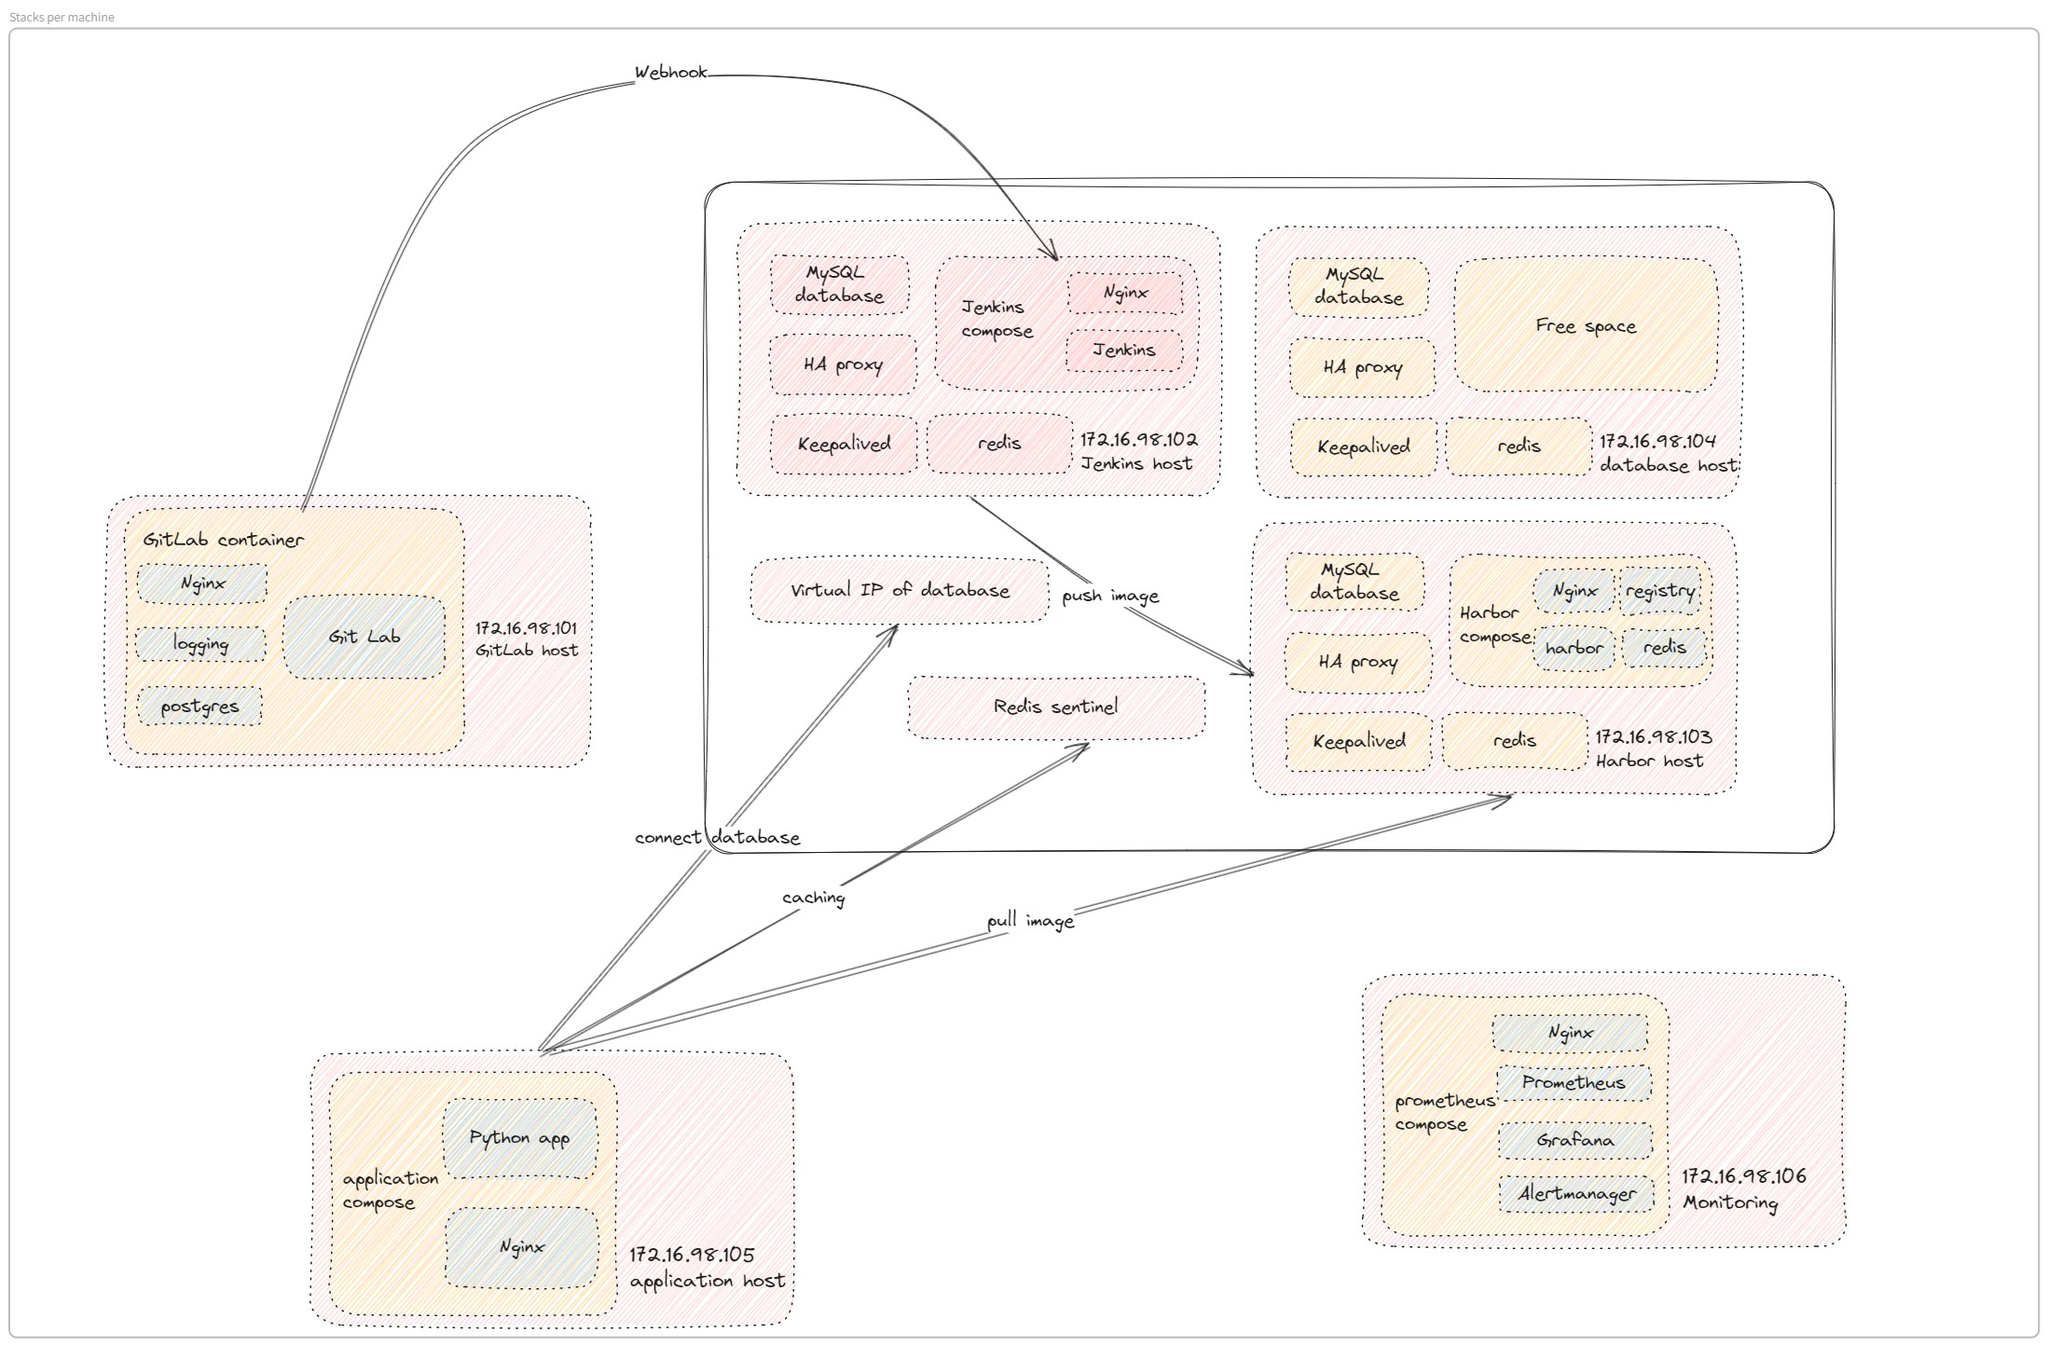 Stacks per machine
Webhook
MySQL
database
HA proxy
Keepalived
redis
Jenkins
compose
Nginx
Jenkins
172.16.98.102
Jenkins host
MySQL
database
HA proxy
Keepalived
redis
Free space
172.16.98.104
database host
GitLab container
Nginx
logging
postgres
Git Lab
172.16.98.101
GitLab host
Virtual IP of database
push image
Redis sentinel
MySQL
database
HA proxy
Keepalived
redis
Harbor
compose
Nginx
registry
harbor
redis
172.16.98.103
Harbor host
connect database
caching
pull image
application
compose
Python app
Nginx
172.16.98.105
application host
prometheus
compose
Nginx
Prometheus
Grafana
Alertmanager
172.16.98.106
Monitoring